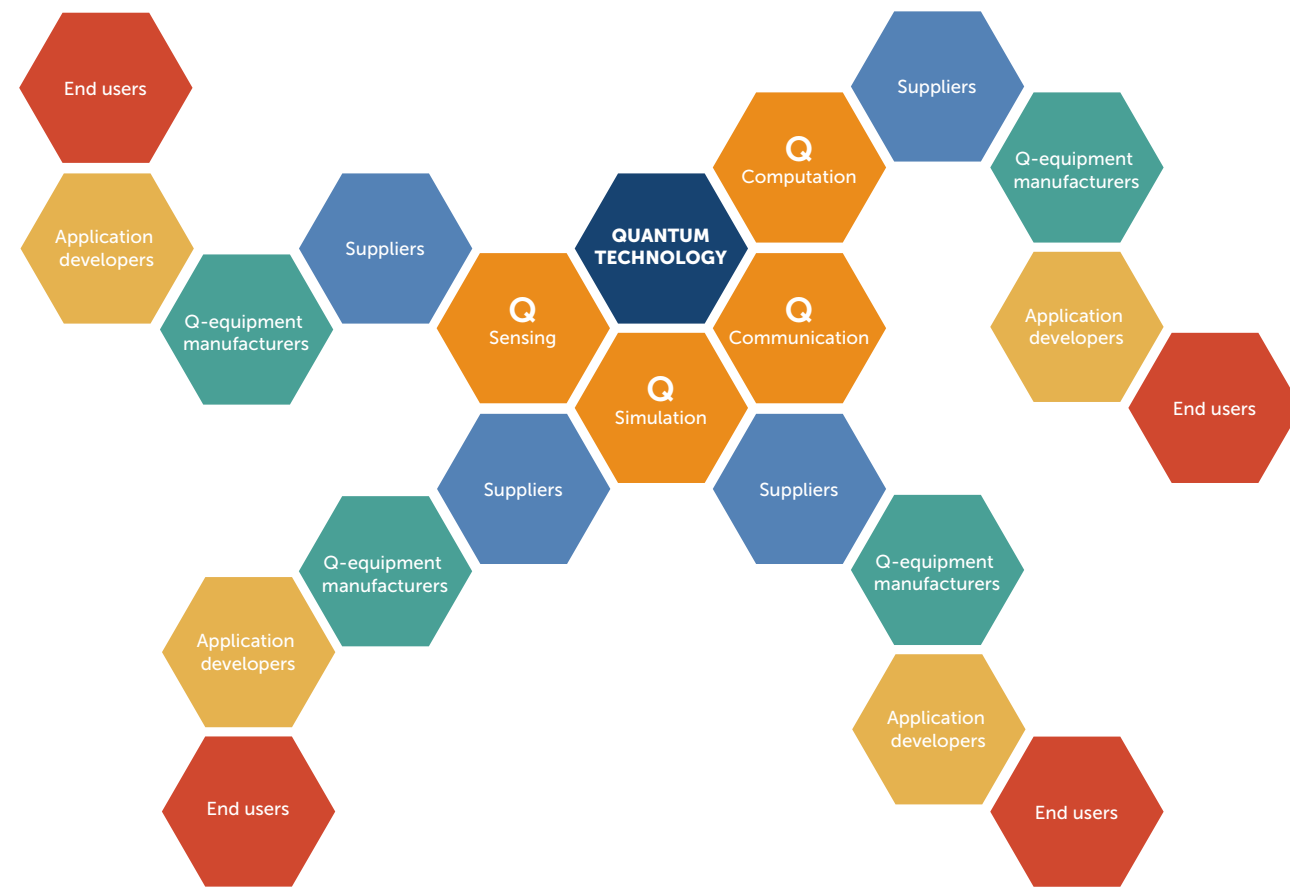 End users
Suppliers
Q
Computation
Q-equipment
manufacturers
Application
developers
Suppliers
QUANTUM
TECHNOLOGY
Q-equipment
manufacturers
Q
Sensing
Q
Communication
Application
developers
Q
Simulation
End users
Suppliers
Suppliers
Q-equipment
manufacturers
Q-equipment
manufacturers
Application
developers
Application
developers
End users
End users